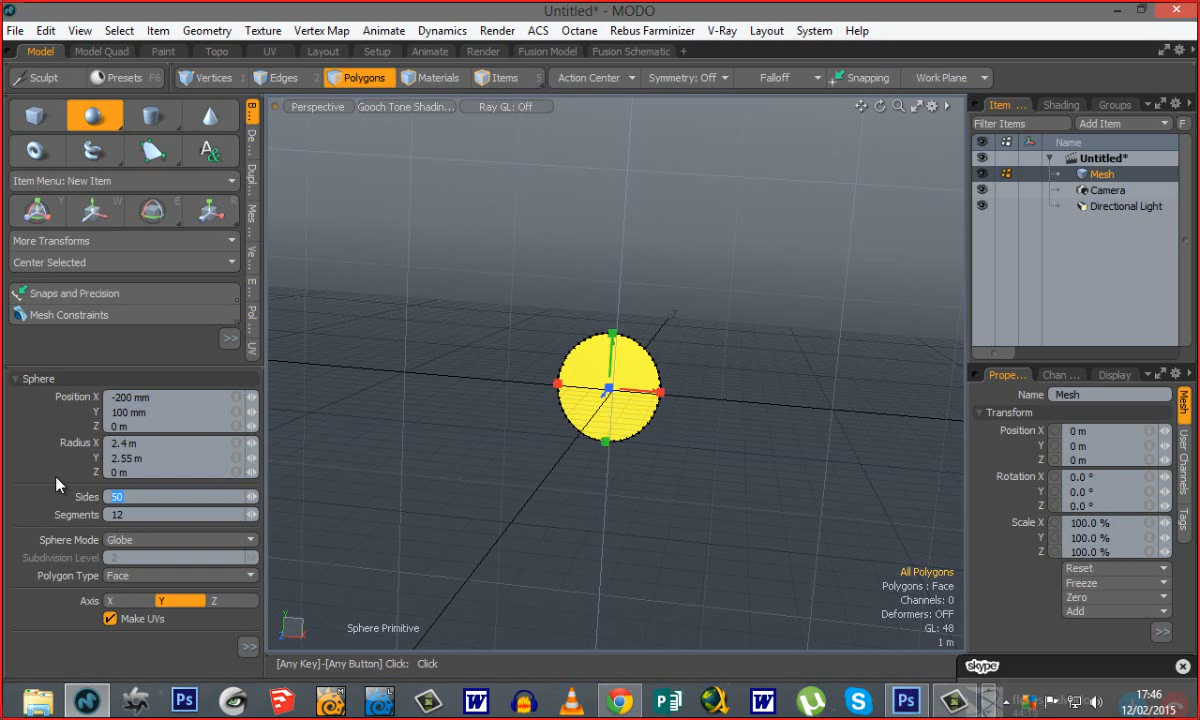 Untitled* - MODO
File Edit View Select Item Geometry Texture Vertex Map Animate Dynamics Render ACS Octane Rebus Farminizer V-Ray Layout System Help
Model Model Quad Paint Topo UV Layout Setup Animate Render Fusion Model Fusion Schematic +
Sculpt Presets F6 Vertices 1 Edges 2 Polygons Materials Items 5 Action Center Symmetry: Off Falloff Snapping Work Plane
Perspective Gooch Tone Shadin... Ray GL: Off
Item ... Shading Groups
Filter Items Add Item F
Name
Untitled*
Mesh
Camera
Directional Light
B...
De...
Dupl...
Mes...
Ve...
E...
Pol...
UV
Item Menu: New Item
Y W E R
More Transforms
Center Selected
Snaps and Precision
Mesh Constraints
>>
Sphere
Position X -200 mm
Y 100 mm
Z 0 m
Radius X 2.4 m
Y 2.55 m
Z 0 m
Sides 50
Segments 12
Sphere Mode Globe
Subdivision Level 2
Polygon Type Face
Axis X Y Z
Make UVs
>>
Z
Y
Sphere Primitive
All Polygons
Polygons : Face
Channels: 0
Deformers: OFF
GL: 48
1 m
Prope... Chan ... Display
Name Mesh
Transform
Position X 0 m
Y 0 m
Z 0 m
Rotation X 0.0 °
Y 0.0 °
Z 0.0 °
Scale X 100.0 %
Y 100.0 %
Z 100.0 %
Reset
Freeze
Zero
Add
>>
Mesh
User Channels
Tags
[Any Key]-[Any Button] Click: Click
skype
Ps W W Ps
17:46
12/02/2015